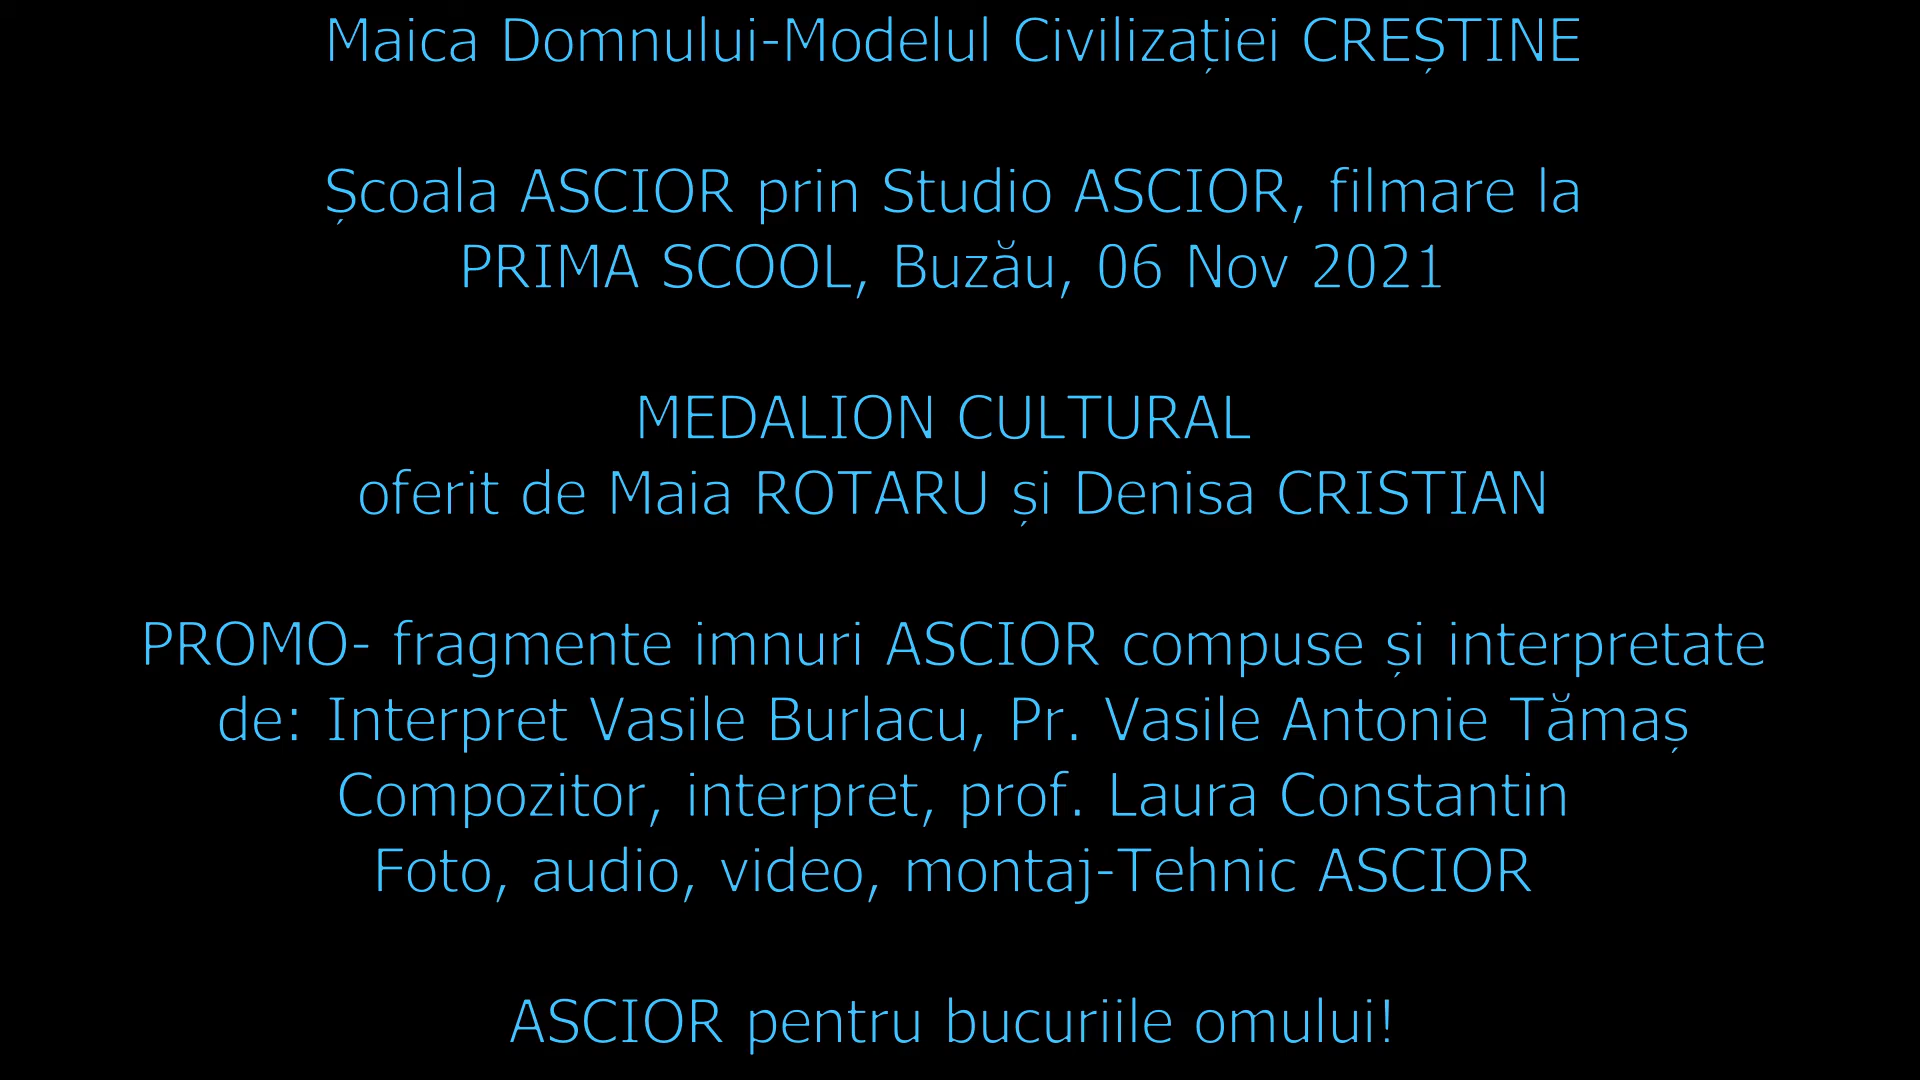 Maica Domnului-Modelul Civilizației CREȘTINE
Școala ASCIOR prin Studio ASCIOR, filmare la
PRIMA SCOOL, Buzău, 06 Nov 2021
MEDALION CULTURAL
oferit de Maia ROTARU și Denisa CRISTIAN
PROMO- fragmente imnuri ASCIOR compuse și interpretate
de: Interpret Vasile Burlacu, Pr. Vasile Antonie Tămaș
Compozitor, interpret, prof. Laura Constantin
Foto, audio, video, montaj-Tehnic ASCIOR
ASCIOR pentru bucuriile omului!